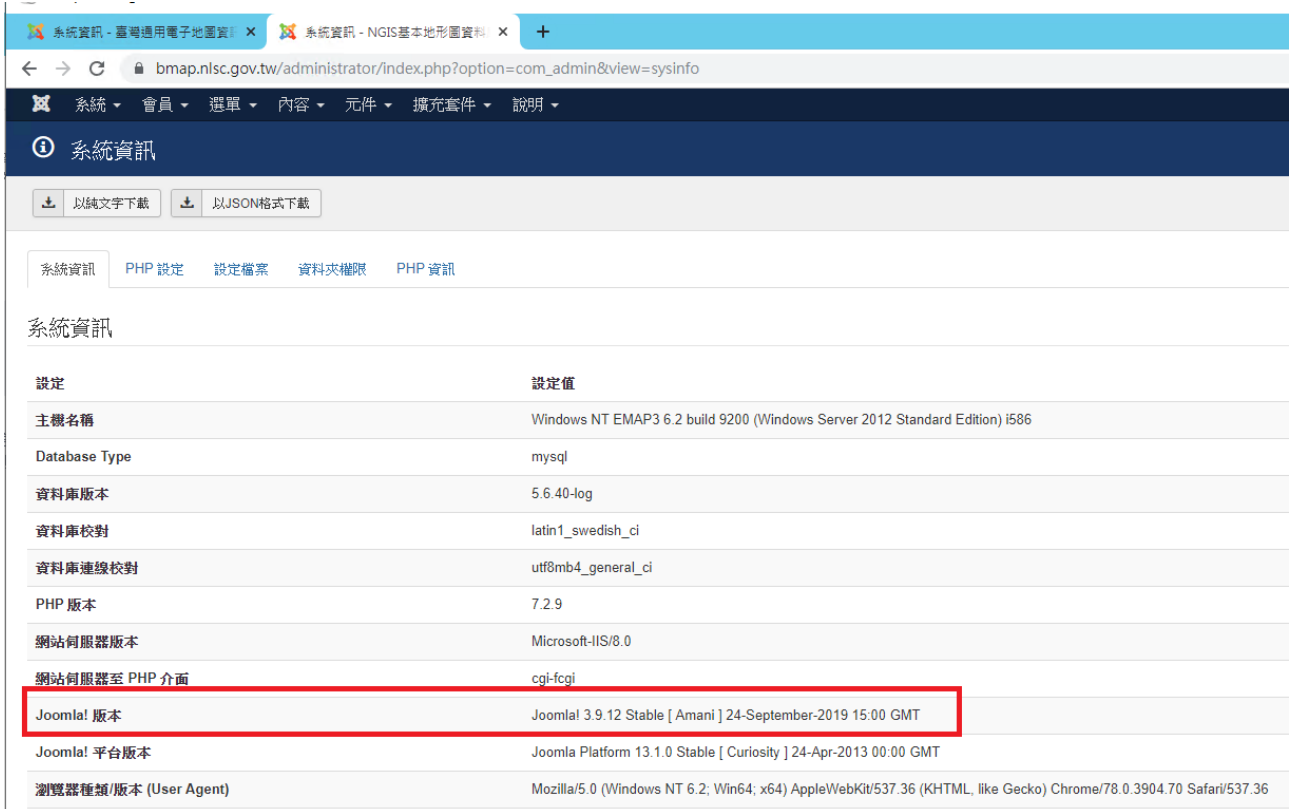 系統資訊 - 臺灣通用電子地圖資訊
系統資訊 - NGIS基本地形圖資料
bmap.nlsc.gov.tw/administrator/index.php?option=com_admin&view=sysinfo
系統 會員 選單 內容 元件 擴充套件 說明
系統資訊
以純文字下載 以JSON格式下載
系統資訊 PHP 設定 設定檔案 資料夾權限 PHP 資訊
系統資訊
設定 設定值
主機名稱 Windows NT EMAP3 6.2 build 9200 (Windows Server 2012 Standard Edition) i586
Database Type mysql
資料庫版本 5.6.40-log
資料庫校對 latin1_swedish_ci
資料庫連線校對 utf8mb4_general_ci
PHP 版本 7.2.9
網站伺服器版本 Microsoft-IIS/8.0
網站伺服器至 PHP 介面 cgi-fcgi
Joomla! 版本 Joomla! 3.9.12 Stable [ Amani ] 24-September-2019 15:00 GMT
Joomla! 平台版本 Joomla Platform 13.1.0 Stable [ Curiosity ] 24-Apr-2013 00:00 GMT
瀏覽器種類/版本 (User Agent) Mozilla/5.0 (Windows NT 6.2; Win64; x64) AppleWebKit/537.36 (KHTML, like Gecko) Chrome/78.0.3904.70 Safari/537.36